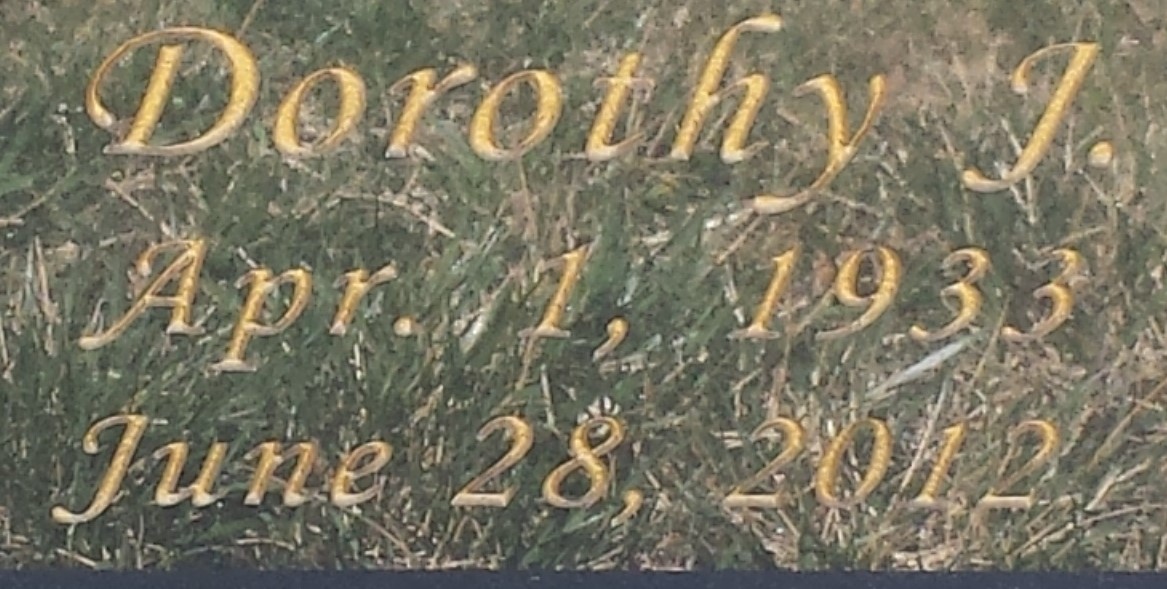 Dorothy J.
Apr. 1, 1933
June 28, 2012